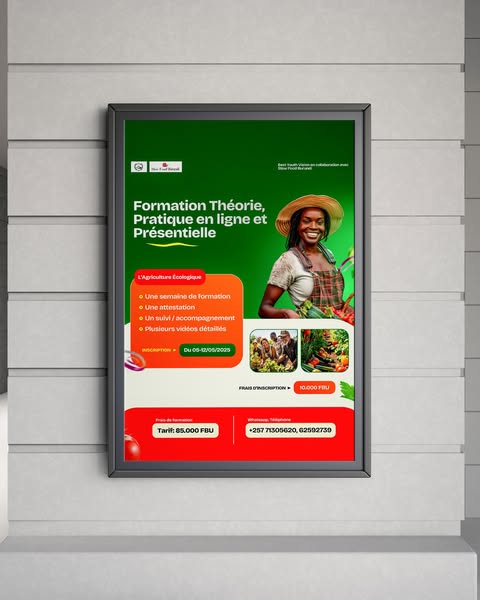 Slow Food Burundi
Best Youth Vision en collaboration avec
Slow Food Burundi
Formation Théorie,
Pratique en ligne et
Présentielle
L'Agriculture Écologique
Une semaine de formation
Une attestation
Un suivi / accompagnement
Plusieurs vidéos détaillés
INSCRIPTION ➤ Du 05-12/05/2025
FRAIS D'INSCRIPTION ➤ 10.000 FBU
Frais de formation
Tarif: 85.000 FBU
Whatsapp, Téléphone
+257 71305620, 62592739